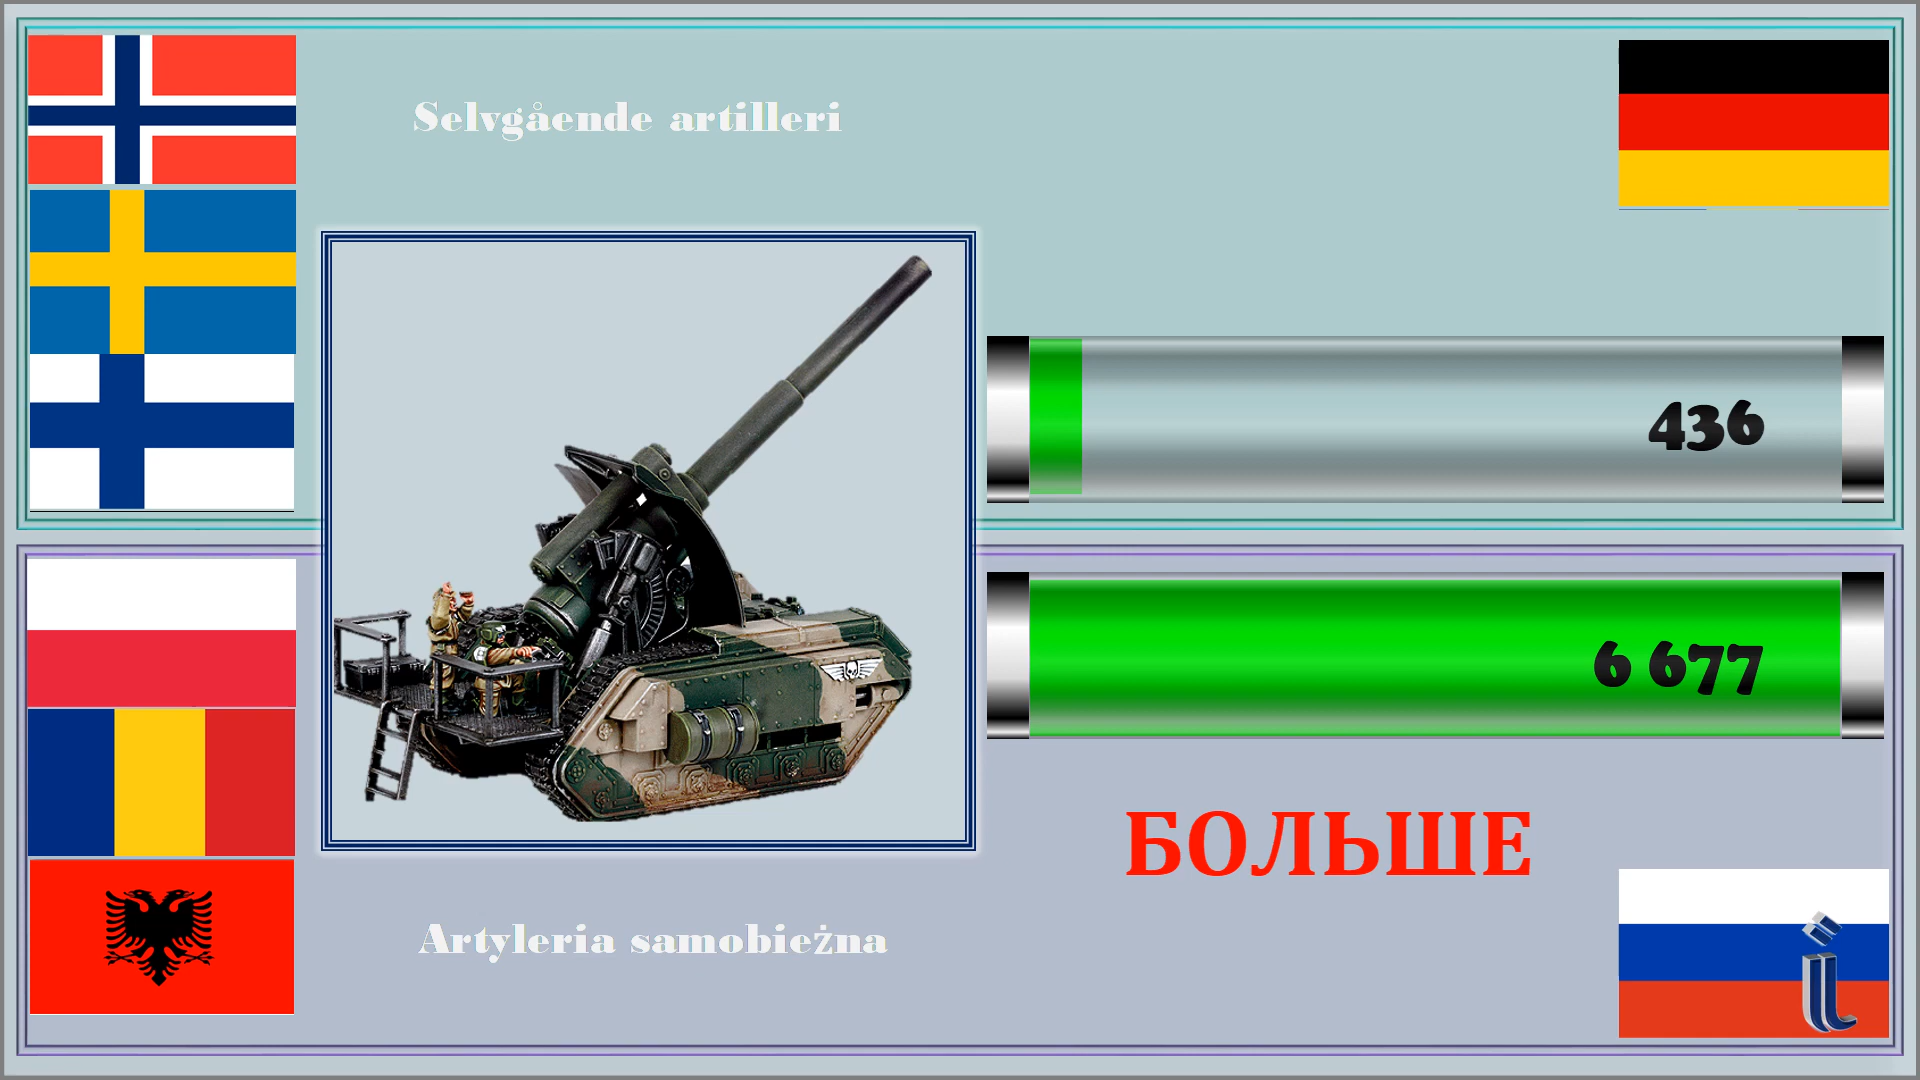 Selvgående artilleri
436
6 677
БОЛЬШЕ
Artyleria samobieżna